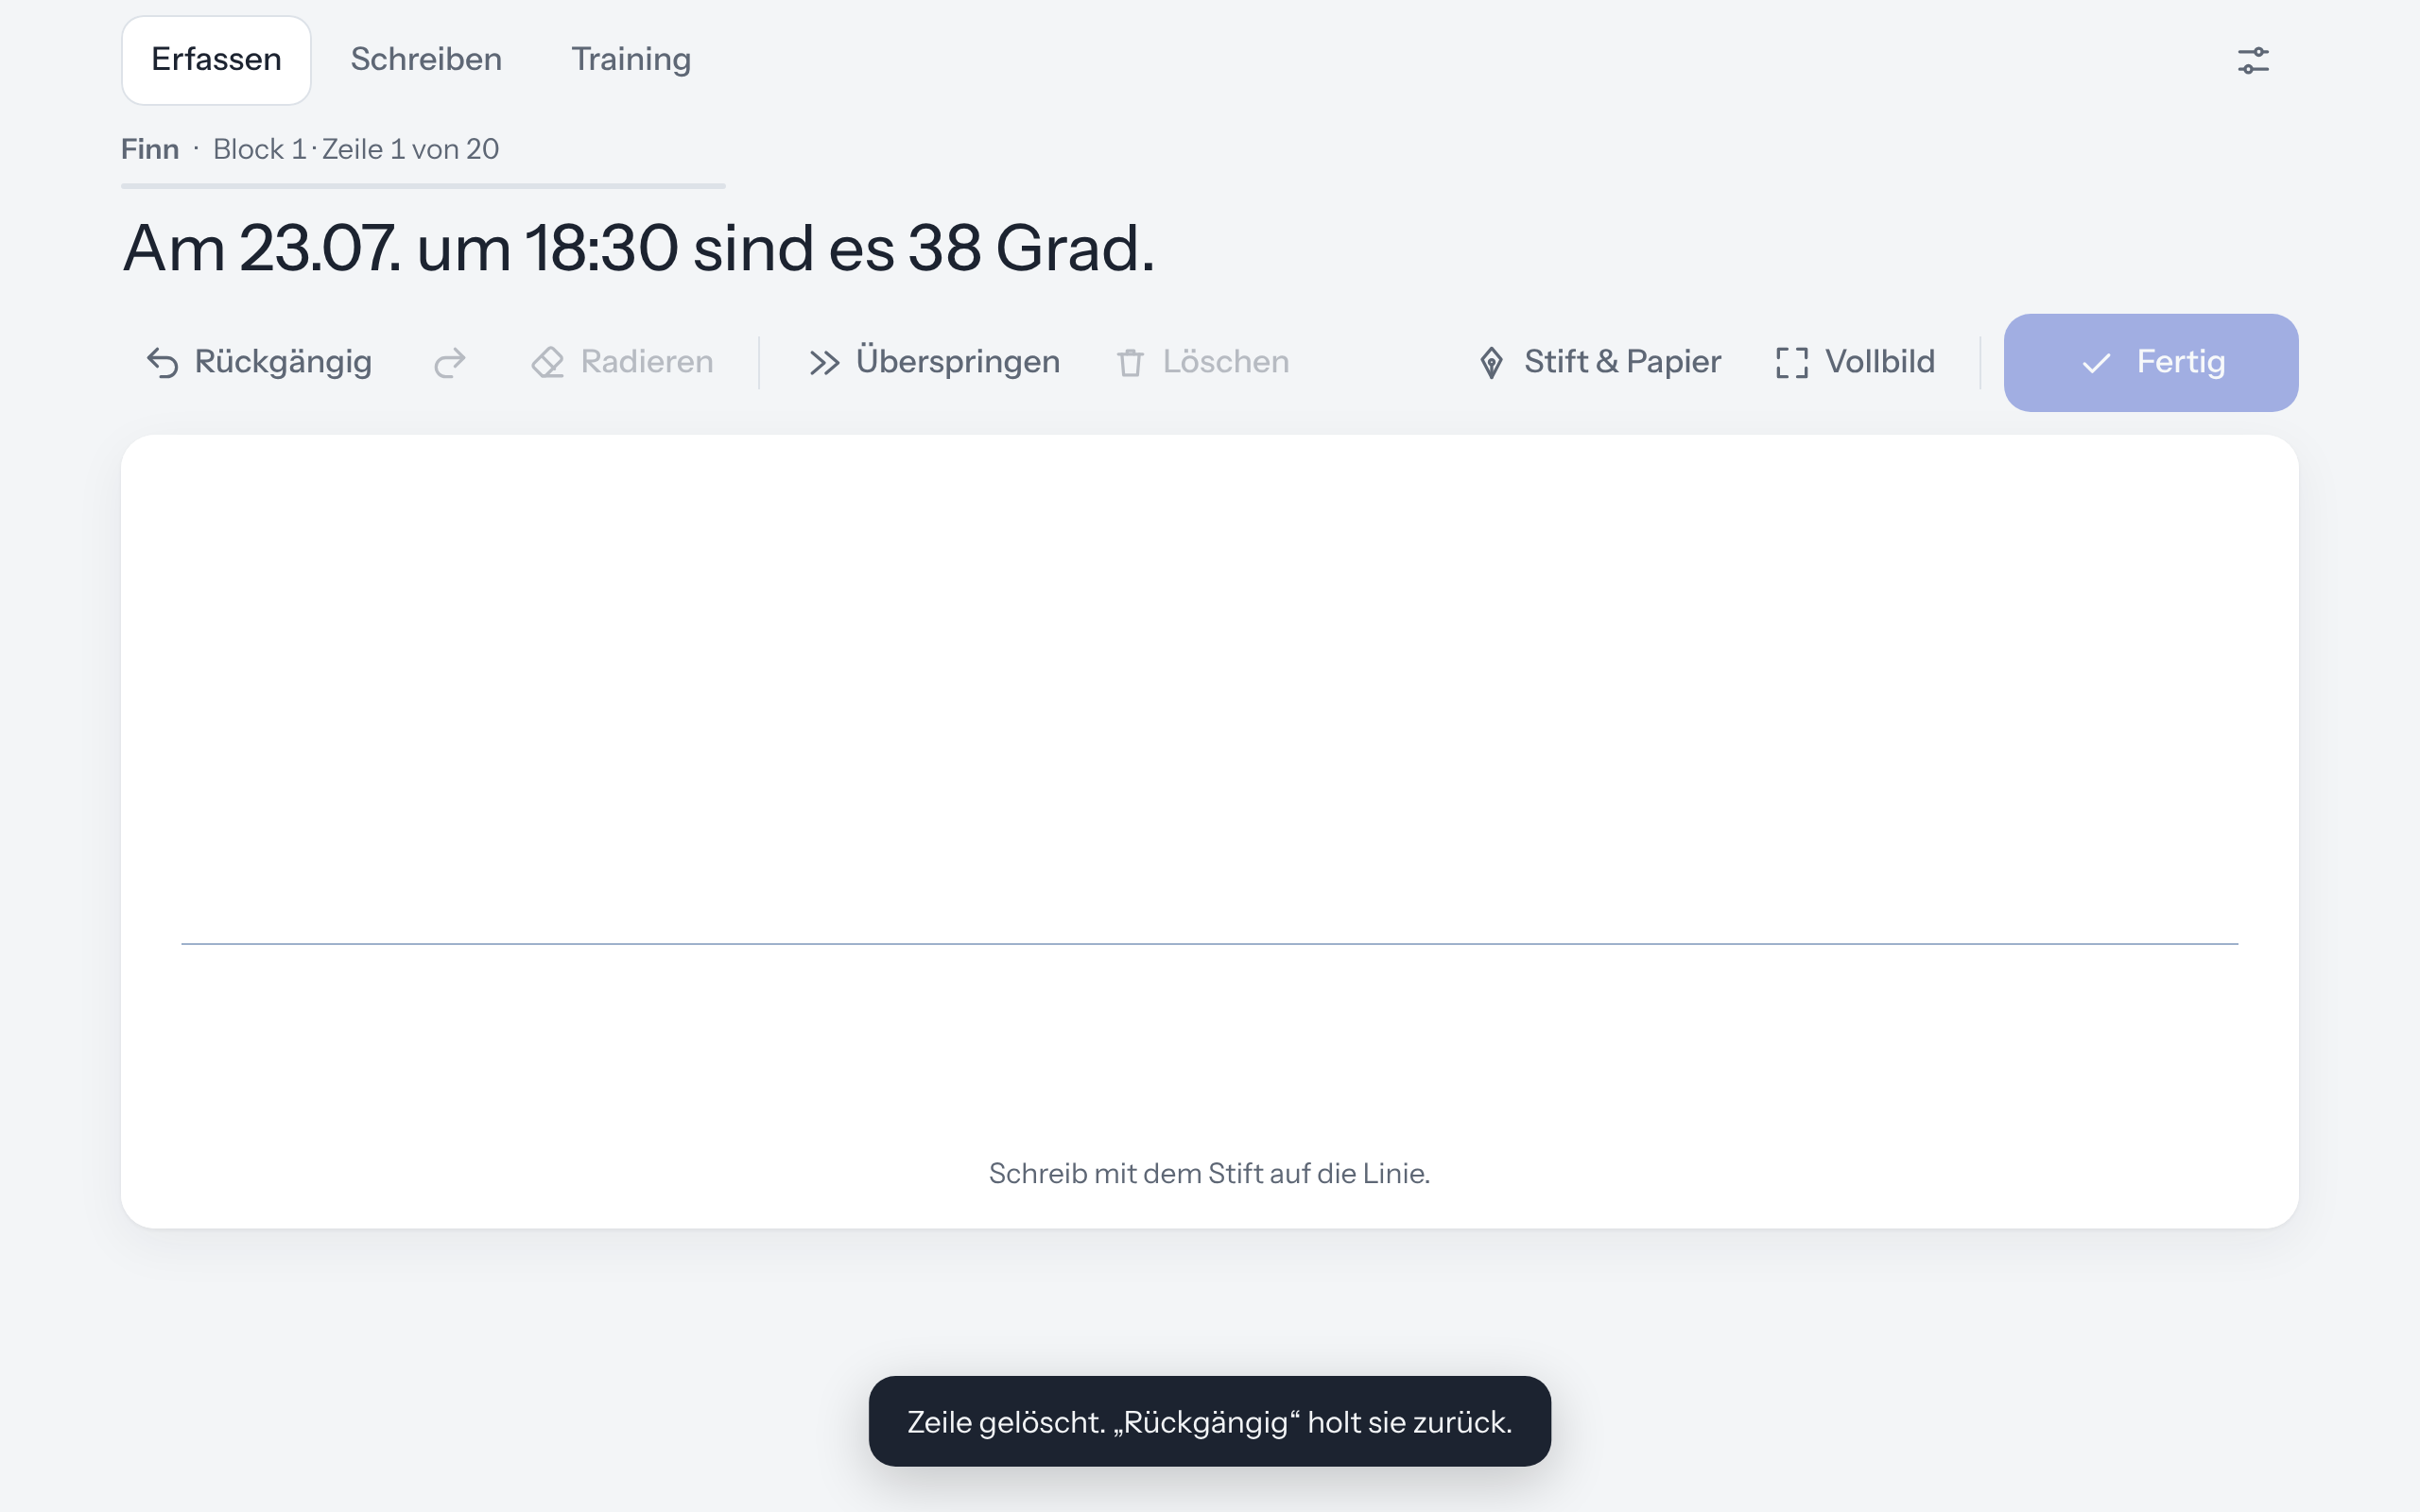 Erfassen Schreiben Training
Finn · Block 1 · Zeile 1 von 20
Am 23.07. um 18:30 sind es 38 Grad.
Rückgängig Radieren Überspringen Löschen Stift & Papier Vollbild Fertig
Schreib mit dem Stift auf die Linie.
Zeile gelöscht. „Rückgängig“ holt sie zurück.